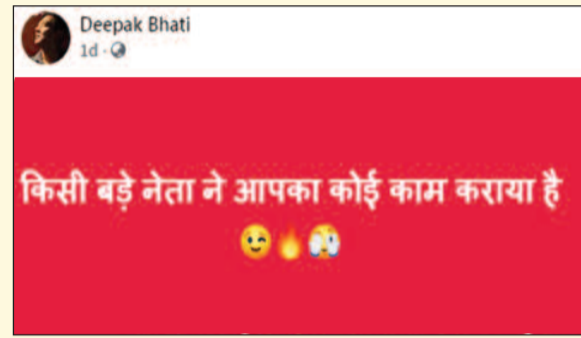 Deepak Bhati
1d ·
किसी बड़े नेता ने आपका कोई काम कराया है
😉🔥🫣